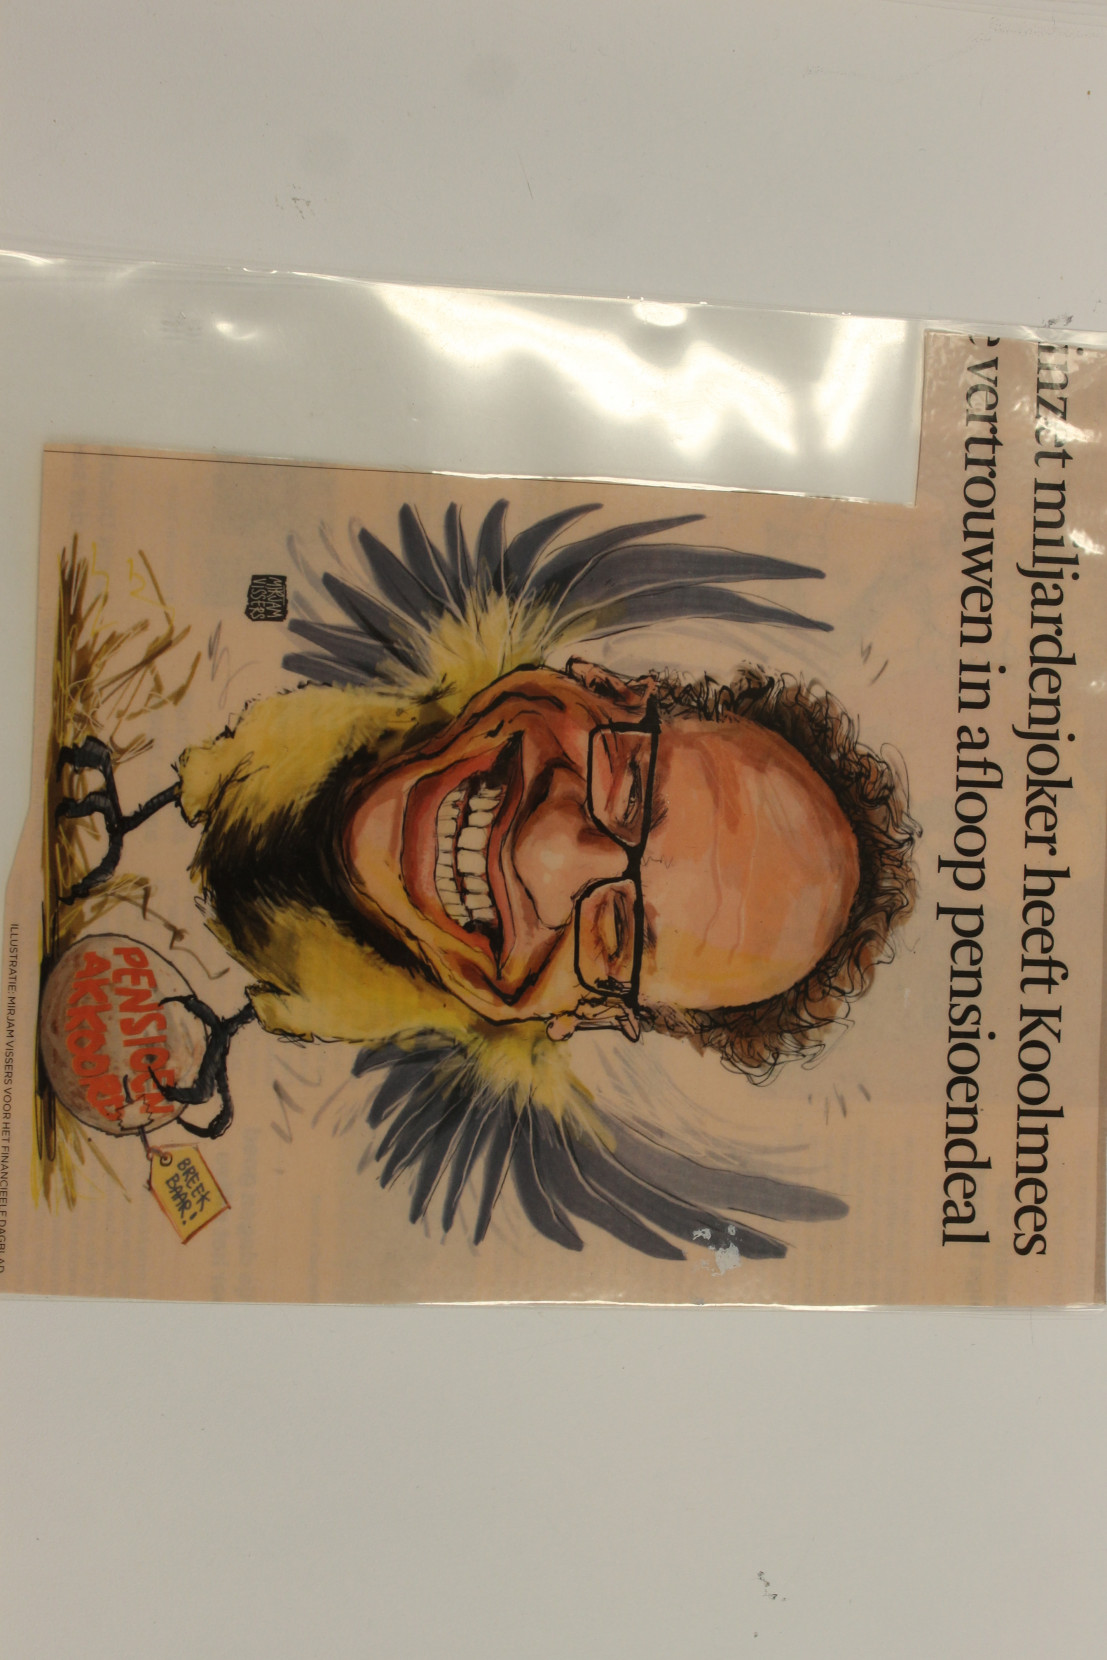 inzet miljardenjoker heeft Koolmees
vertrouwen in afloop pensioendeal
MIRJAM
VISSERS
PENSIOEN
AKKOORD
BREEK
BAAR!
ILLUSTRATIE: MIRJAM VISSERS VOOR HET FINANCIEELE DAGBLAD